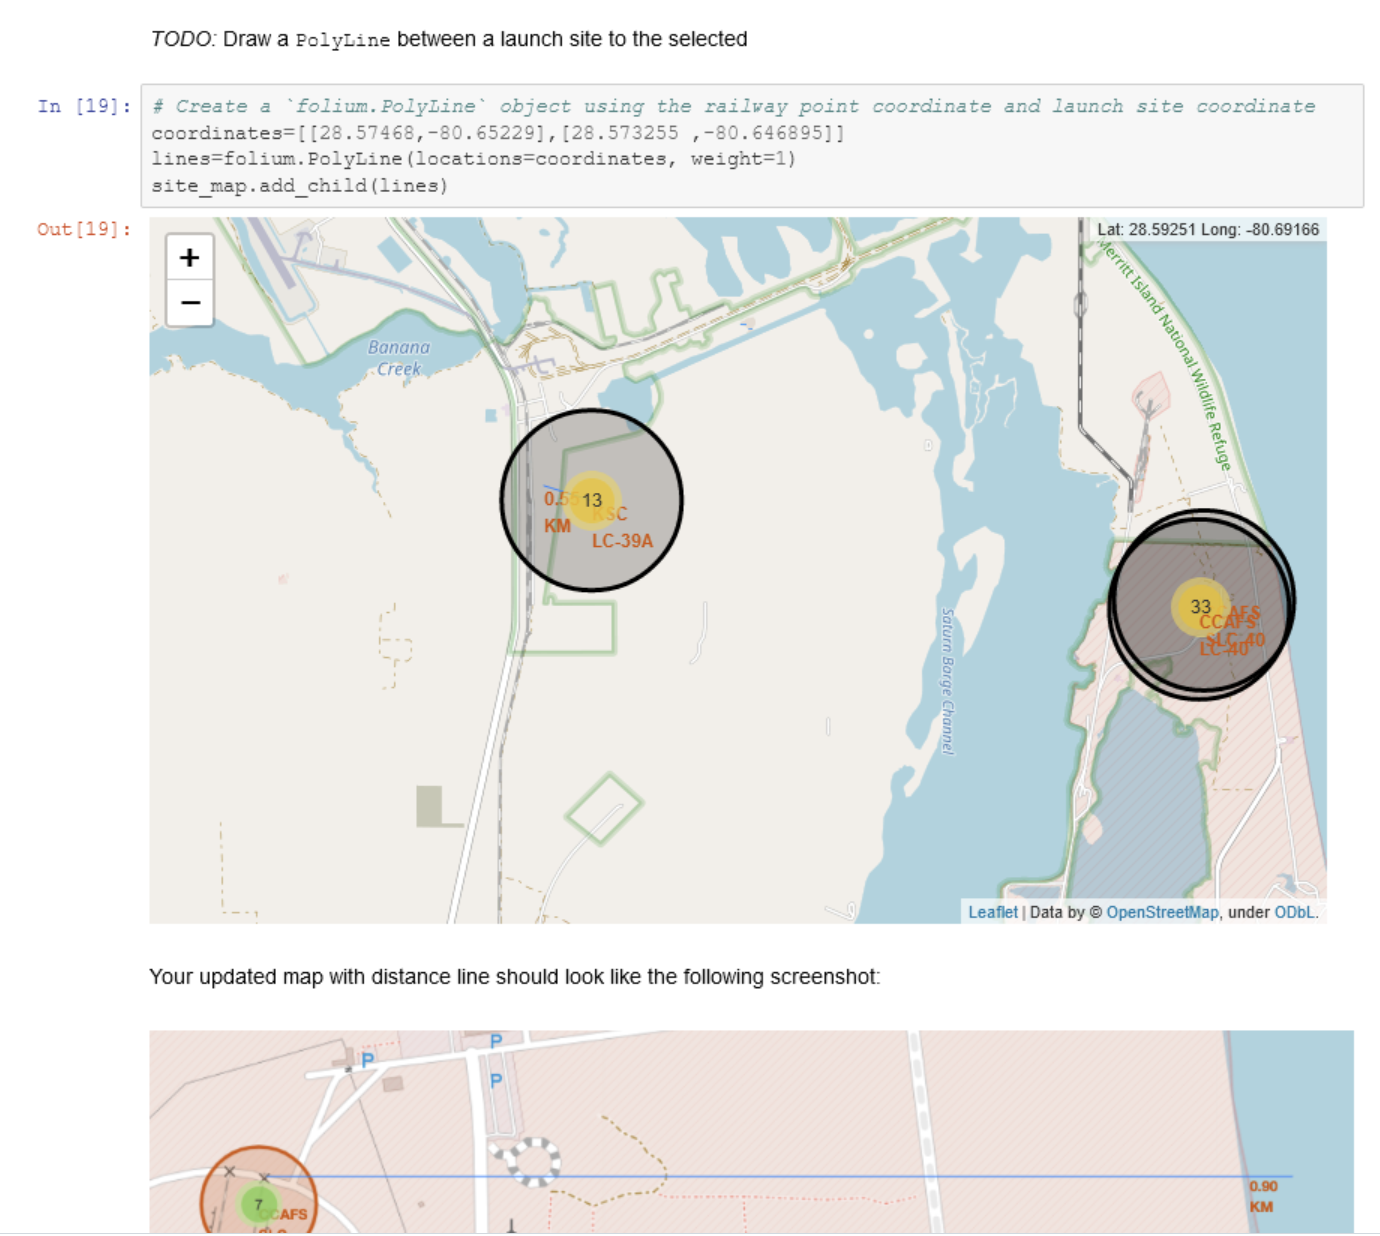 TODO: Draw a PolyLine between a launch site to the selected
In [19]:
# Create a `folium.PolyLine` object using the railway point coordinate and launch site coordinate
coordinates=[[28.57468,-80.65229],[28.573255 ,-80.646895]]
lines=folium.PolyLine(locations=coordinates, weight=1)
site_map.add_child(lines)
Out[19]:
+
−
Lat: 28.59251 Long: -80.69166
Merritt Island National Wildlife Refuge
Banana
Creek
13
KM
KSC
LC-39A
33
AFS
CCAFS
SLC-40
LC-40
Saturn Barge Channel
Leaflet | Data by © OpenStreetMap, under ODbL.
Your updated map with distance line should look like the following screenshot:
P
P
P
0.90
KM
7
CCAFS